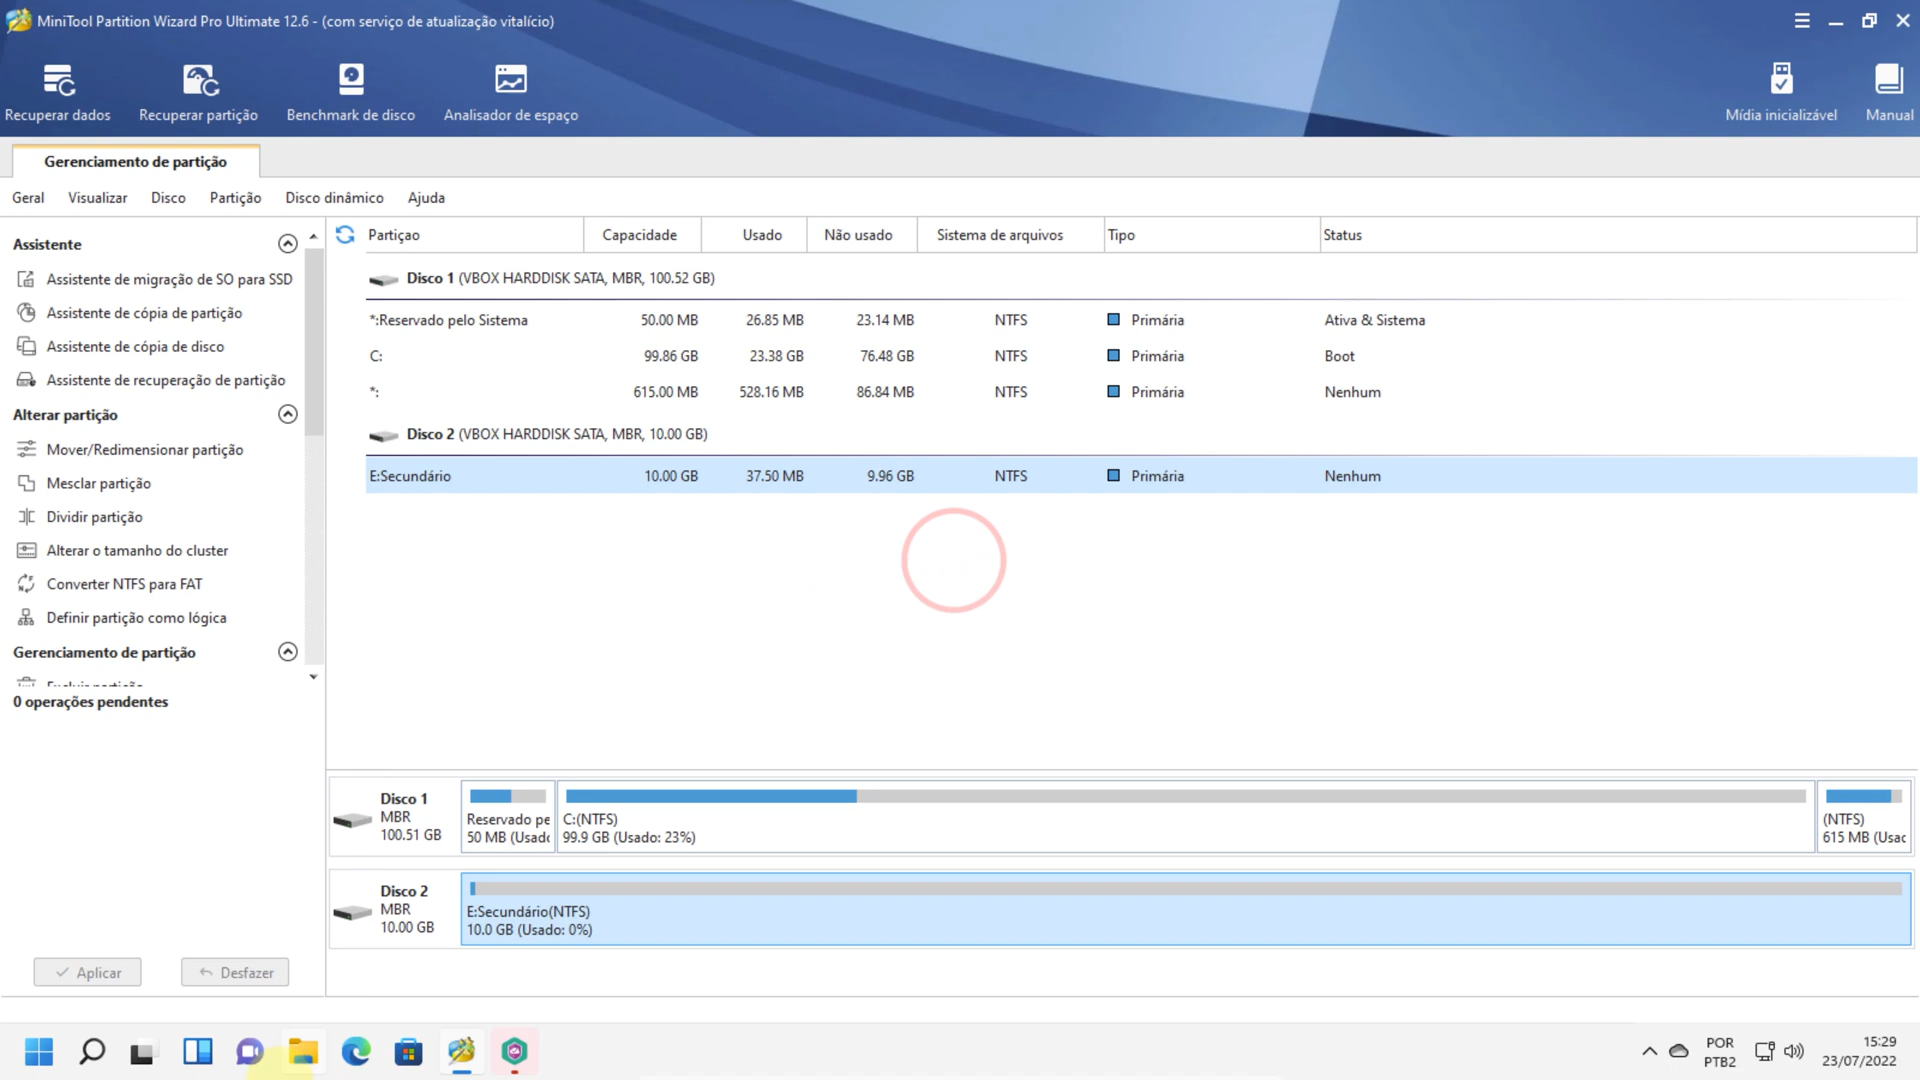 MiniTool Partition Wizard Pro Ultimate 12.6 - (com serviço de atualização vitalício)
Recuperar dados
Recuperar partição
Benchmark de disco
Analisador de espaço
Mídia inicializável
Manual
Gerenciamento de partição
Geral Visualizar Disco Partição Disco dinâmico Ajuda
Assistente
Assistente de migração de SO para SSD
Assistente de cópia de partição
Assistente de cópia de disco
Assistente de recuperação de partição
Alterar partição
Mover/Redimensionar partição
Mesclar partição
Dividir partição
Alterar o tamanho do cluster
Converter NTFS para FAT
Definir partição como lógica
Gerenciamento de partição
0 operações pendentes
Aplicar Desfazer
Partiçao Capacidade Usado Não usado Sistema de arquivos Tipo Status
Disco 1 (VBOX HARDDISK SATA, MBR, 100.52 GB)
*:Reservado pelo Sistema 50.00 MB 26.85 MB 23.14 MB NTFS Primária Ativa & Sistema
C: 99.86 GB 23.38 GB 76.48 GB NTFS Primária Boot
*: 615.00 MB 528.16 MB 86.84 MB NTFS Primária Nenhum
Disco 2 (VBOX HARDDISK SATA, MBR, 10.00 GB)
E:Secundário 10.00 GB 37.50 MB 9.96 GB NTFS Primária Nenhum
Disco 1
MBR
100.51 GB
Reservado pe
50 MB (Usado
C:(NTFS)
99.9 GB (Usado: 23%)
(NTFS)
615 MB (Usac
Disco 2
MBR
10.00 GB
E:Secundário(NTFS)
10.0 GB (Usado: 0%)
POR
PTB2
15:29
23/07/2022